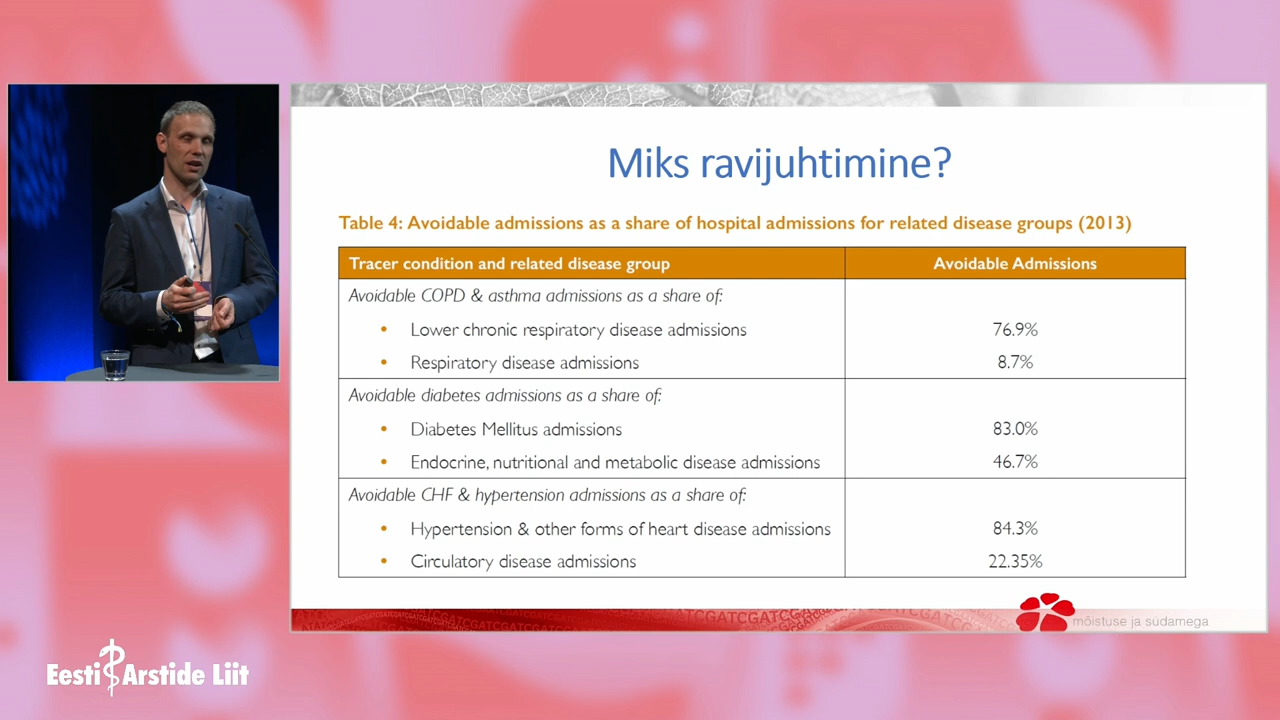 Miks ravijuhtimine?
Table 4: Avoidable admissions as a share of hospital admissions for related disease groups (2013)
Tracer condition and related disease group Avoidable Admissions
Avoidable COPD & asthma admissions as a share of:
• Lower chronic respiratory disease admissions 76.9%
• Respiratory disease admissions 8.7%
Avoidable diabetes admissions as a share of:
• Diabetes Mellitus admissions 83.0%
• Endocrine, nutritional and metabolic disease admissions 46.7%
Avoidable CHF & hypertension admissions as a share of:
• Hypertension & other forms of heart disease admissions 84.3%
• Circulatory disease admissions 22.35%
mõistuse ja südamega
Eesti Arstide Liit